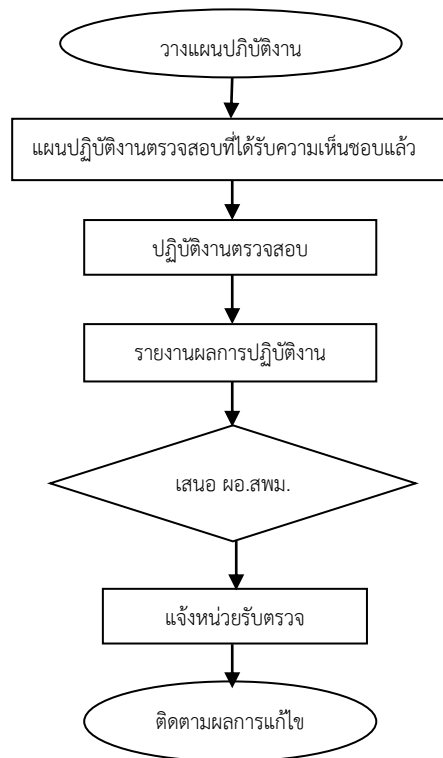 วางแผนปภิบัติงาน
แผนปฏิบัติงานตรวจสอบที่ได้รับความเห็นชอบแล้ว
ปฏิบัติงานตรวจสอบ
รายงานผลการปฏิบัติงาน
เสนอ ผอ.สพม.
แจ้งหน่วยรับตรวจ
ติดตามผลการแก้ไข